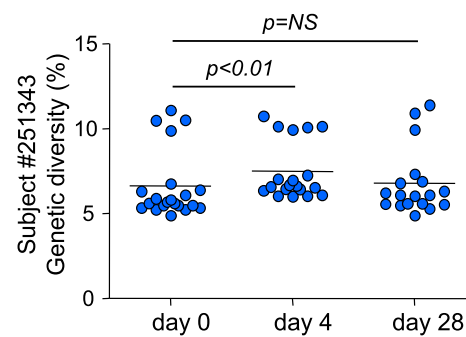 p=NS
p<0.01
Subject #251343
Genetic diversity (%)
15
10
5
0
day 0 day 4 day 28